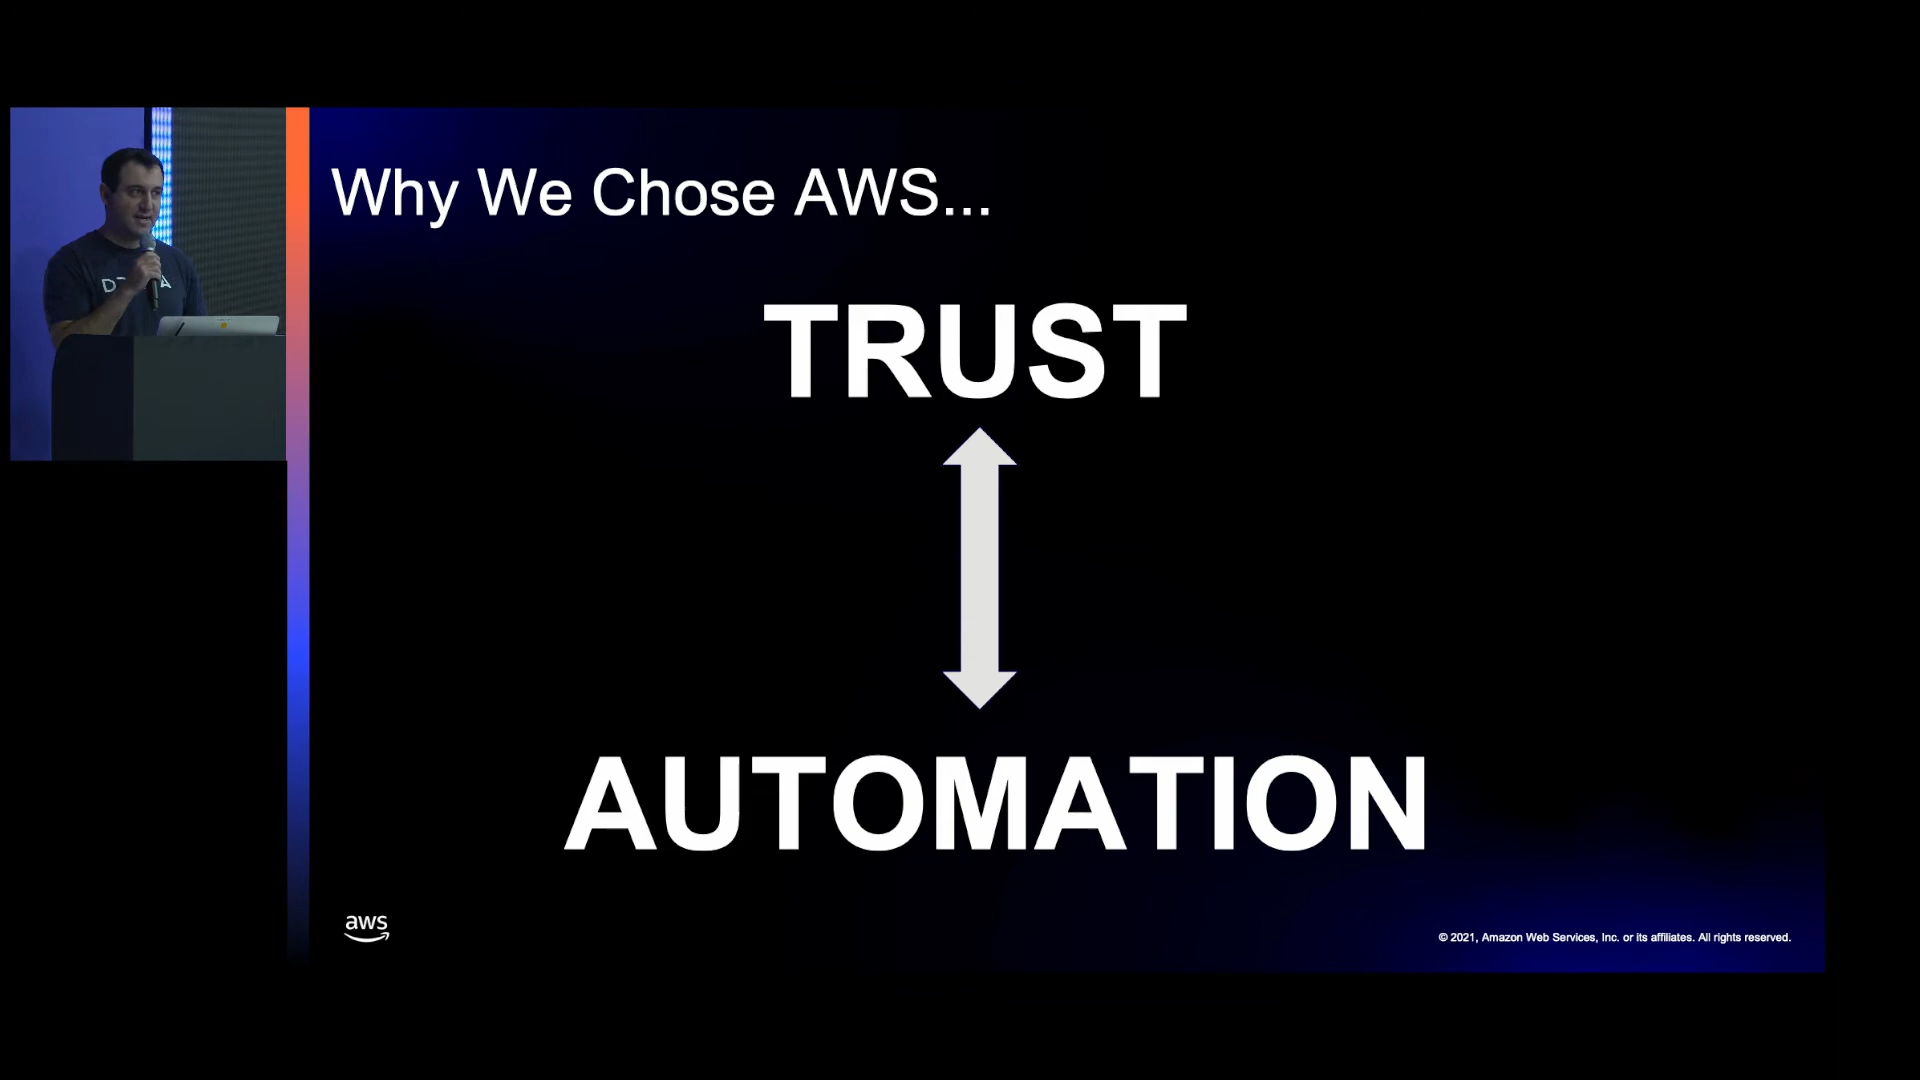 Why We Chose AWS...
TRUST
AUTOMATION
aws
© 2021, Amazon Web Services, Inc. or its affiliates. All rights reserved.